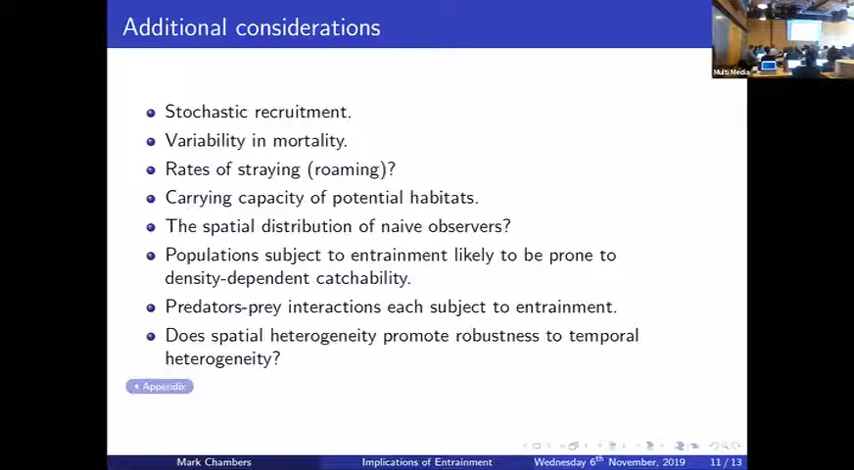 Additional considerations
Multi Media
Stochastic recruitment.
Variability in mortality.
Rates of straying (roaming)?
Carrying capacity of potential habitats.
The spatial distribution of naive observers?
Populations subject to entrainment likely to be prone to
density-dependent catchability.
Predators-prey interactions each subject to entrainment.
Does spatial heterogeneity promote robustness to temporal
heterogeneity?
Appendix
Mark Chambers Implications of Entrainment Wednesday 6th November, 2019 11 / 13